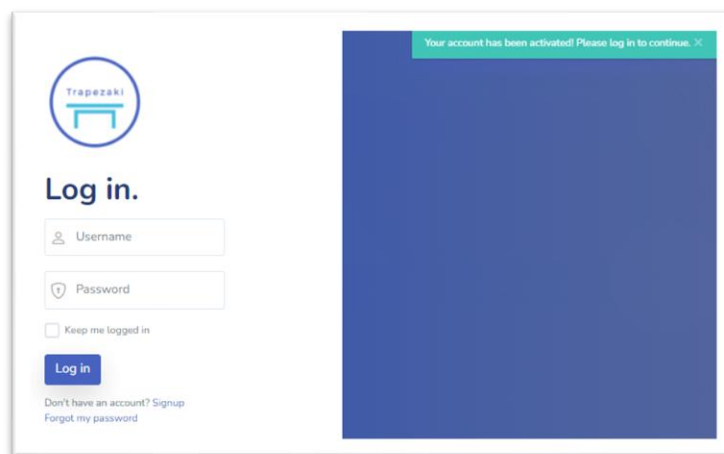 Your account has been activated! Please log in to continue. ×
Trapezaki
Log in.
Username
Password
Keep me logged in
Log in
Don't have an account? Signup
Forgot my password